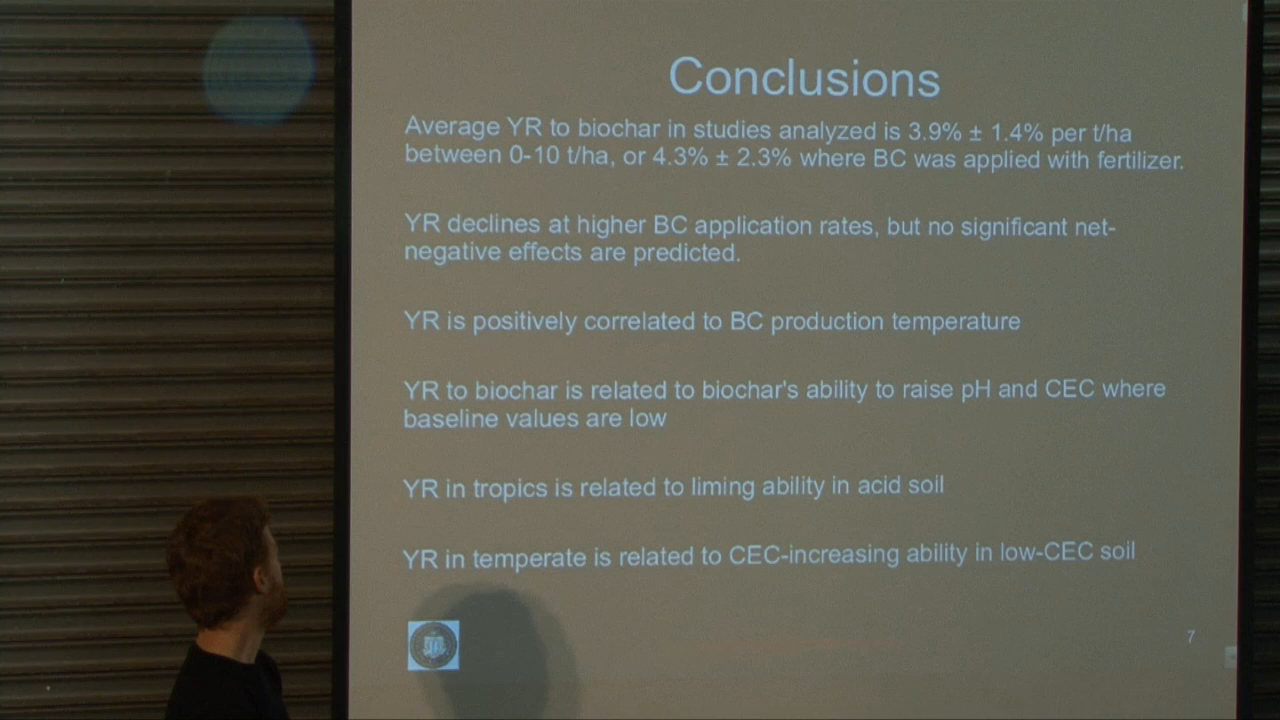 Conclusions
Average YR to biochar in studies analyzed is 3.9% ± 1.4% per t/ha
between 0-10 t/ha, or 4.3% ± 2.3% where BC was applied with fertilizer.
YR declines at higher BC application rates, but no significant net-
negative effects are predicted.
YR is positively correlated to BC production temperature
YR to biochar is related to biochar's ability to raise pH and CEC where
baseline values are low
YR in tropics is related to liming ability in acid soil
YR in temperate is related to CEC-increasing ability in low-CEC soil
7